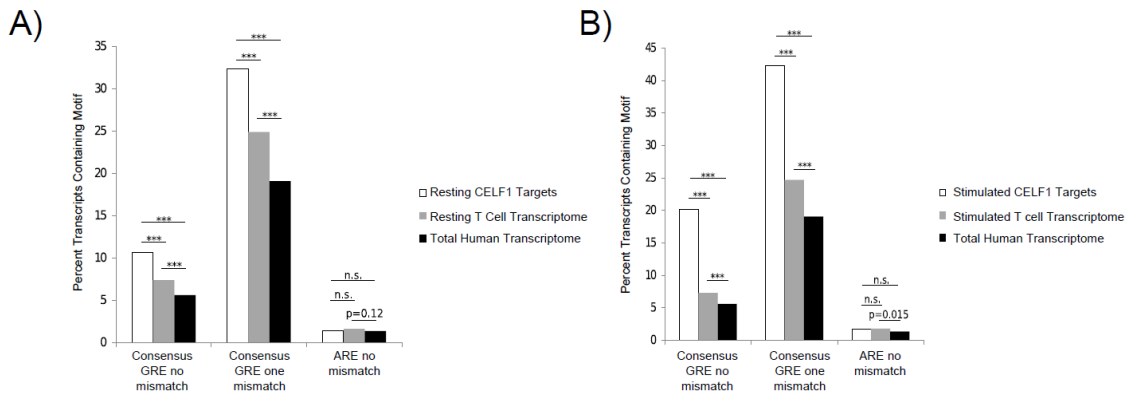 A)
Percent Transcripts Containing Motif
35
30
25
20
15
10
5
0
***
***
***
***
***
***
n.s.
n.s.
p=0.12
Consensus
GRE no
mismatch
Consensus
GRE one
mismatch
ARE no
mismatch
Resting CELF1 Targets
Resting T Cell Transcriptome
Total Human Transcriptome
B)
Percent Transcripts Containing Motif
45
40
35
30
25
20
15
10
5
0
***
***
***
***
***
***
n.s.
n.s.
p=0.015
Consensus
GRE no
mismatch
Consensus
GRE one
mismatch
ARE no
mismatch
Stimulated CELF1 Targets
Stimulated T cell Transcriptome
Total Human Transcriptome